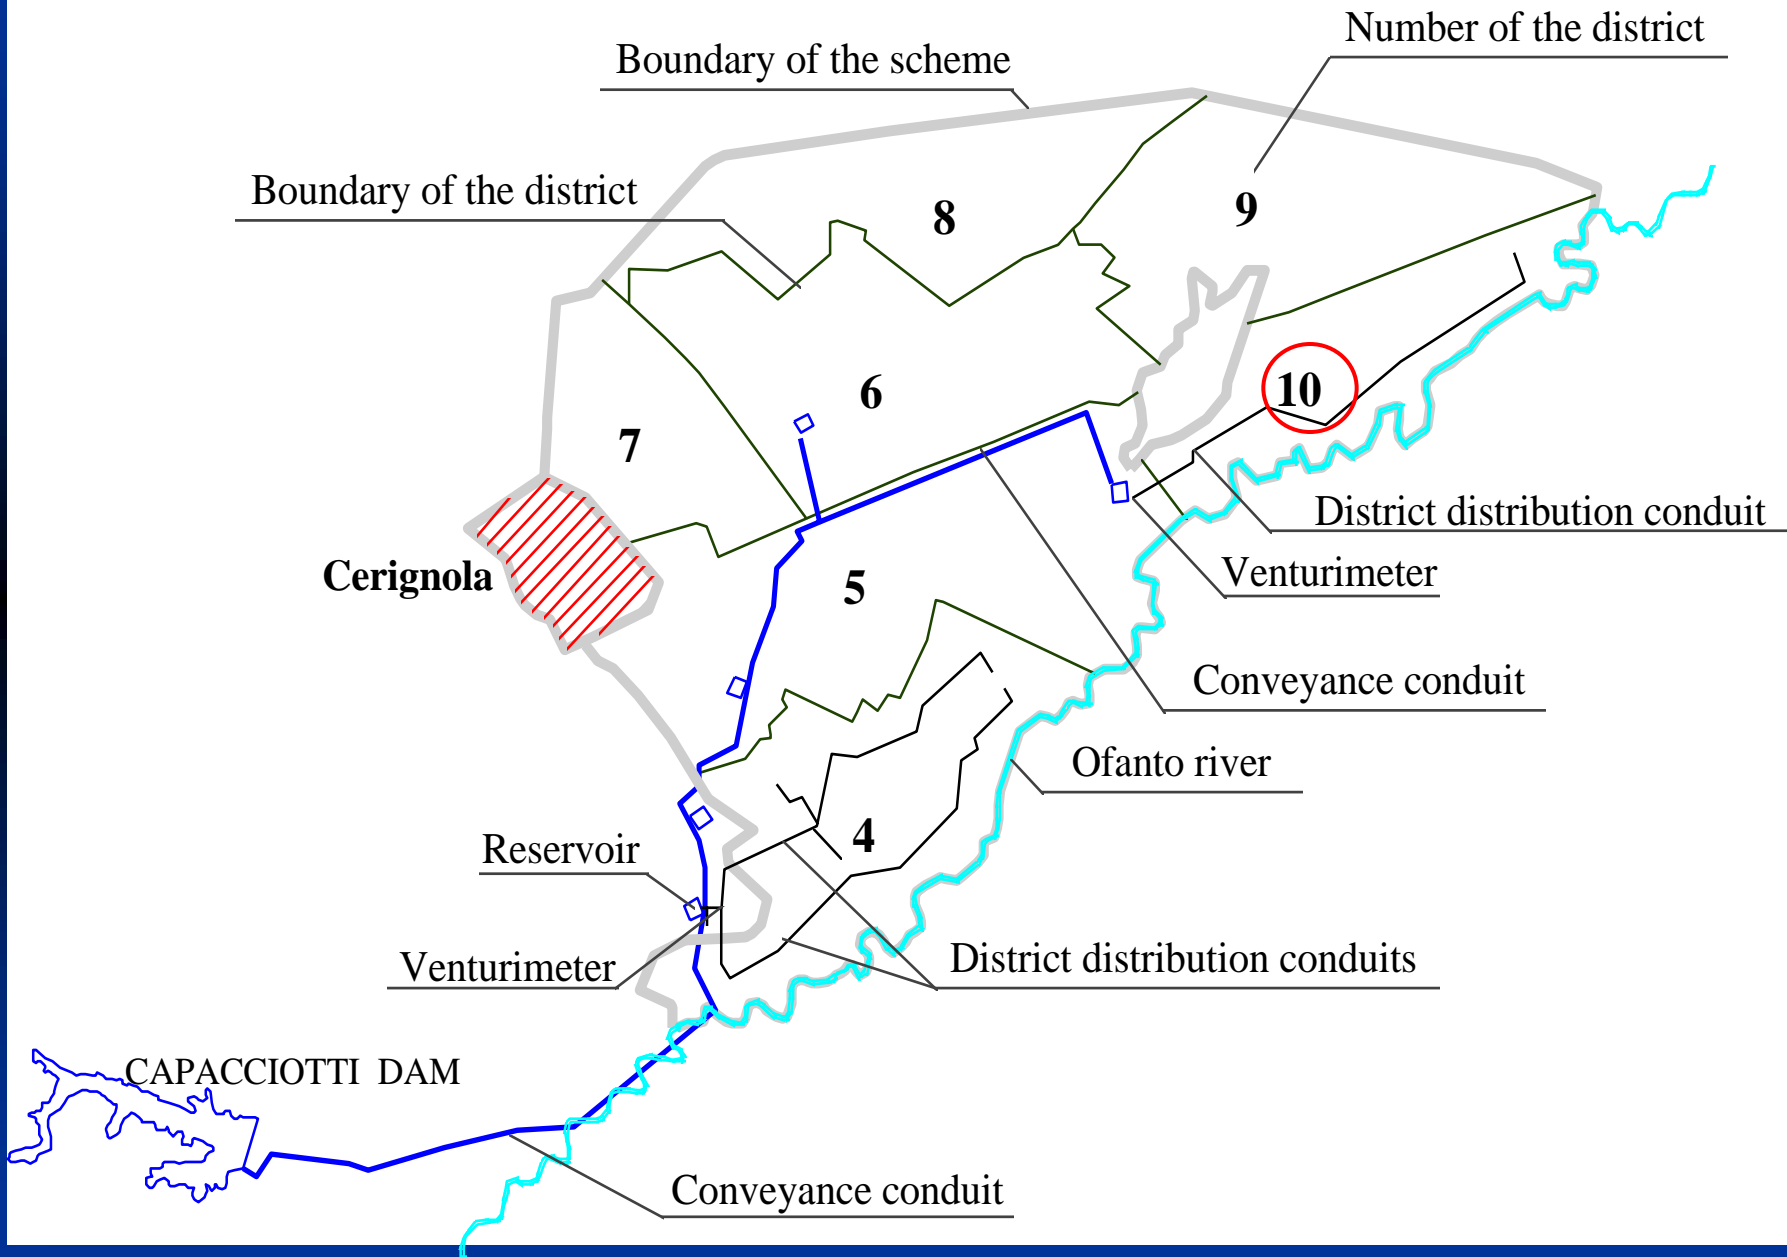 Number of the district
Boundary of the scheme
Boundary of the district
8
9
6
10
7
District distribution conduit
Cerignola
Venturimeter
5
Conveyance conduit
Ofanto river
4
Reservoir
Venturimeter
District distribution conduits
CAPACCIOTTI DAM
Conveyance conduit